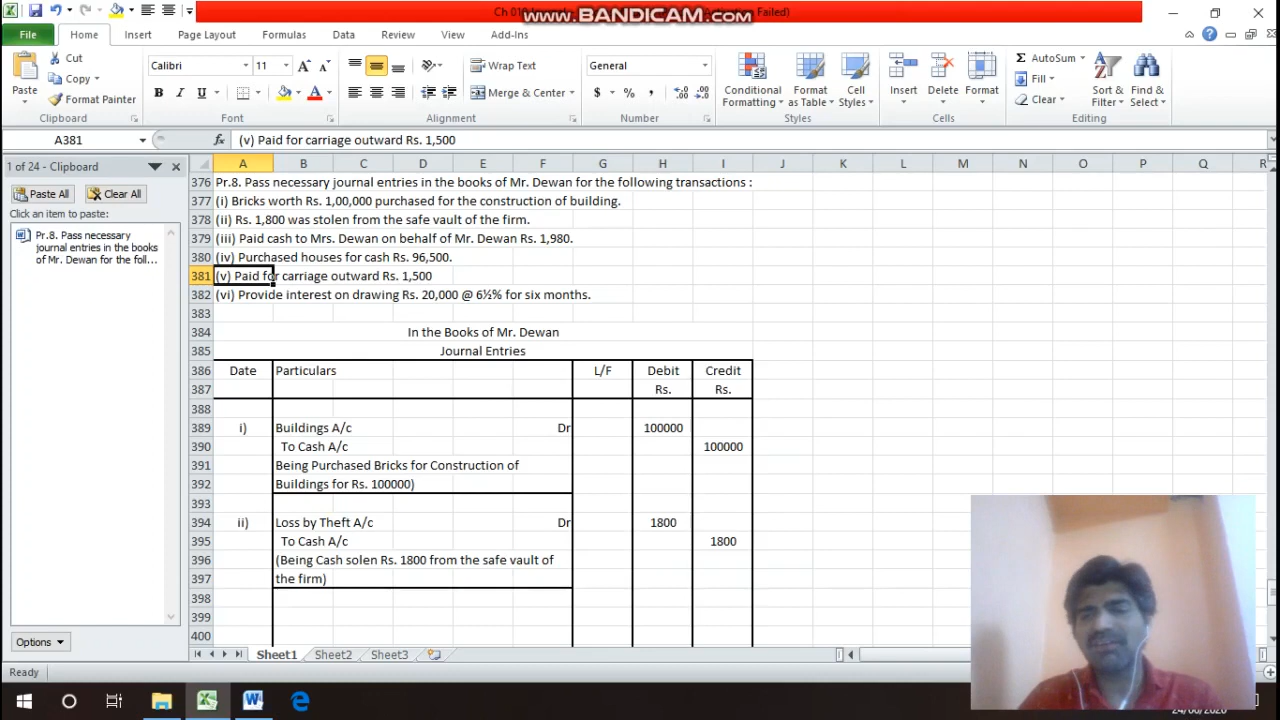 www.BANDICAM.com
File Home Insert Page Layout Formulas Data Review View Add-Ins
Paste Cut Copy Format Painter
Calibri 11 General
B I U Wrap Text Merge & Center $ % ,
Conditional Formatting Format as Table Cell Styles Insert Delete Format
Σ AutoSum Fill Clear Sort & Filter Find & Select
Clipboard Font Alignment Number Styles Cells Editing
A381 fx (v) Paid for carriage outward Rs. 1,500
1 of 24 - Clipboard
Paste All Clear All
Click an item to paste:
Pr.8. Pass necessary
journal entries in the books
of Mr. Dewan for the foll...
Options
A B C D E F G H I J K L M N O P Q R
376 Pr.8. Pass necessary journal entries in the books of Mr. Dewan for the following transactions :
377 (i) Bricks worth Rs. 1,00,000 purchased for the construction of building.
378 (ii) Rs. 1,800 was stolen from the safe vault of the firm.
379 (iii) Paid cash to Mrs. Dewan on behalf of Mr. Dewan Rs. 1,980.
380 (iv) Purchased houses for cash Rs. 96,500.
381 (v) Paid for carriage outward Rs. 1,500
382 (vi) Provide interest on drawing Rs. 20,000 @ 6½% for six months.
383
384 In the Books of Mr. Dewan
385 Journal Entries
386 Date Particulars L/F Debit Credit
387 Rs. Rs.
388
389 i) Buildings A/c Dr 100000
390 To Cash A/c 100000
391 Being Purchased Bricks for Construction of
392 Buildings for Rs. 100000)
393
394 ii) Loss by Theft A/c Dr 1800
395 To Cash A/c 1800
396 (Being Cash solen Rs. 1800 from the safe vault of
397 the firm)
398
399
400
Sheet1 Sheet2 Sheet3
Ready